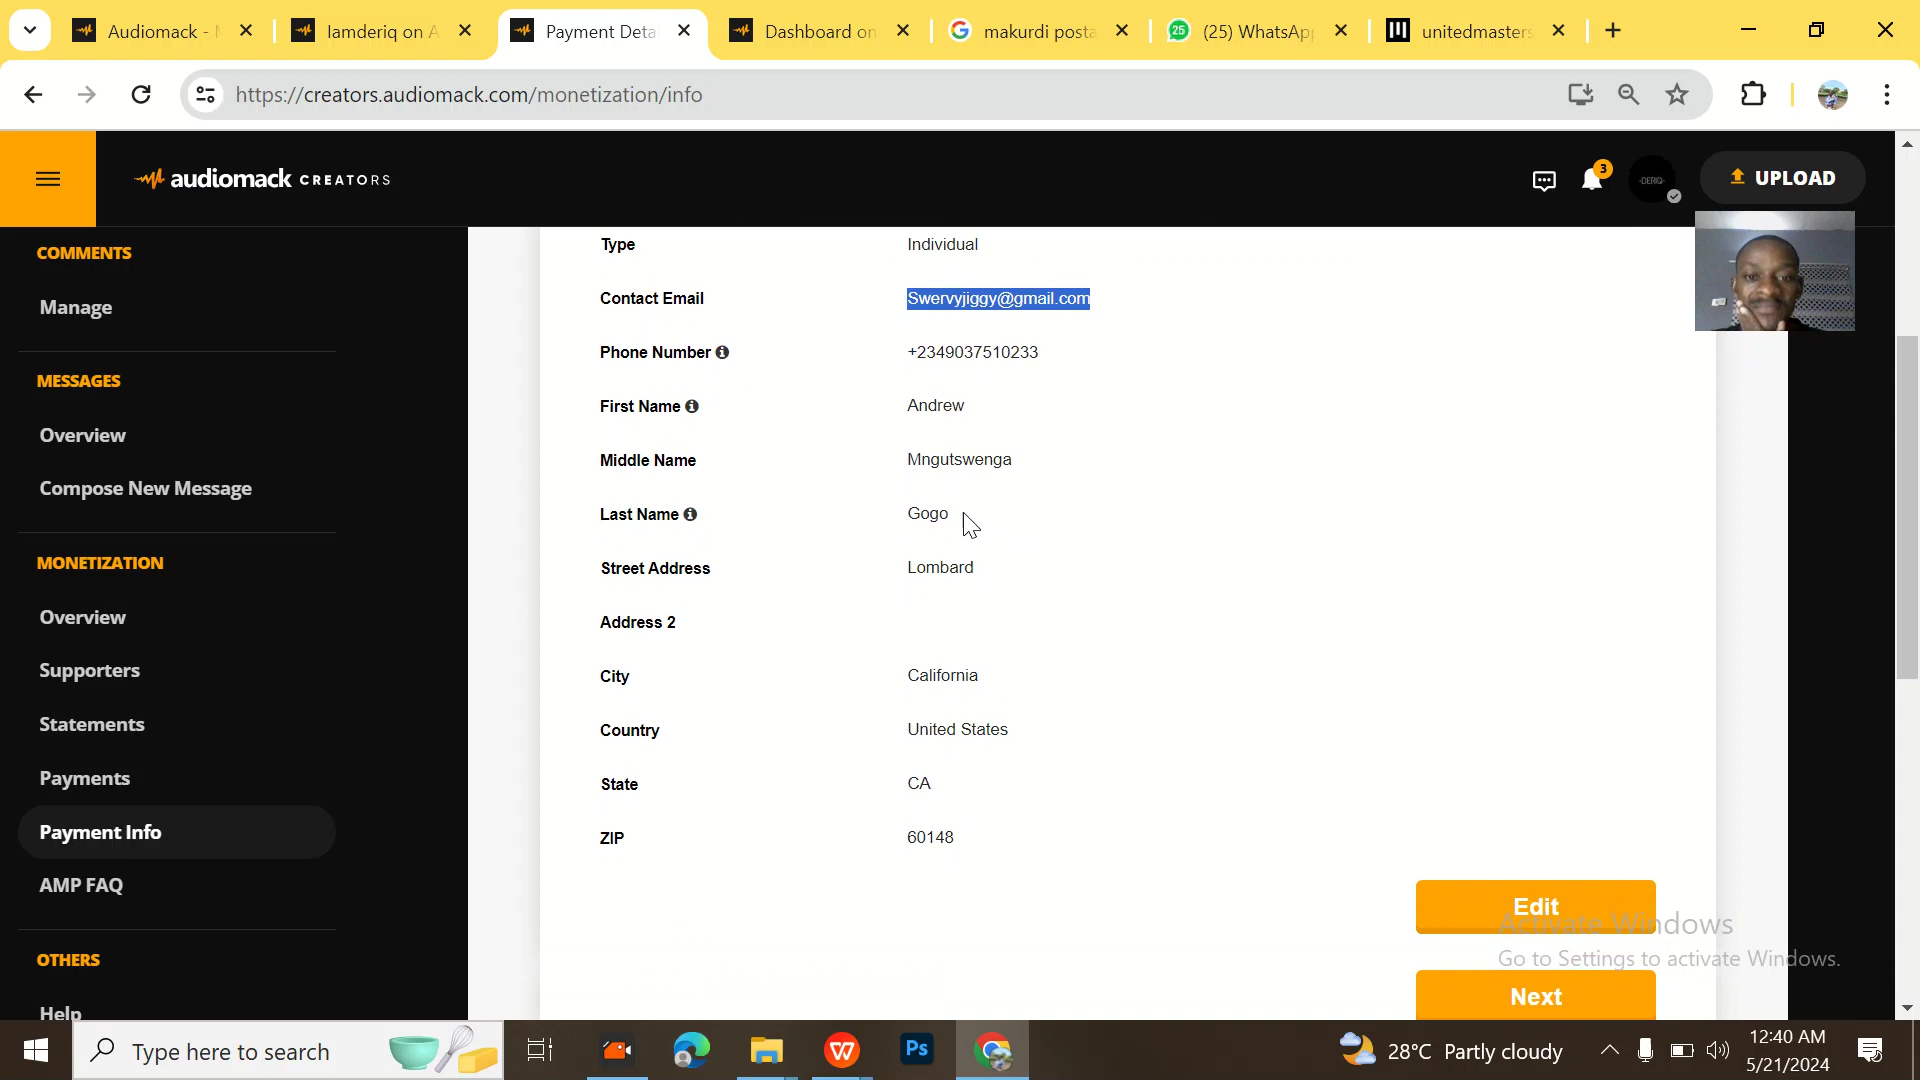 Audiomack -
Iamderiq on A
Payment Deta
Dashboard on
makurdi posta
25
(25) WhatsApp
unitedmasters
https://creators.audiomack.com/monetization/info
audiomack CREATORS
3
-DERIQ-
UPLOAD
COMMENTS
Manage
MESSAGES
Overview
Compose New Message
MONETIZATION
Overview
Supporters
Statements
Payments
Payment Info
AMP FAQ
OTHERS
Help
Type Individual
Contact Email Swervyjiggy@gmail.com
Phone Number +2349037510233
First Name Andrew
Middle Name Mngutswenga
Last Name Gogo
Street Address Lombard
Address 2
City California
Country United States
State CA
ZIP 60148
Edit
Next
Activate Windows
Go to Settings to activate Windows.
Type here to search
Ps
28°C Partly cloudy
12:40 AM
5/21/2024